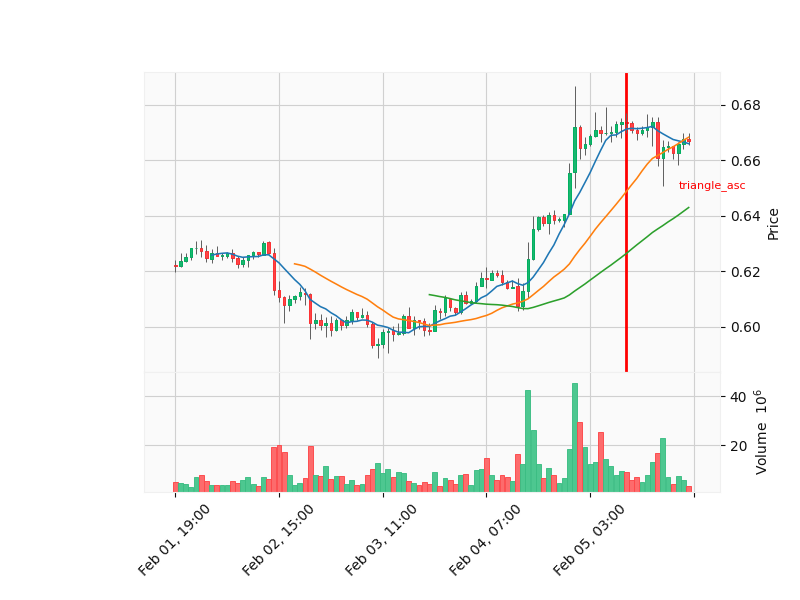 0.68
0.66
0.64
0.62
0.60
Price
triangle_asc
40
20
Volume 10^6
Feb 01, 19:00
Feb 02, 15:00
Feb 03, 11:00
Feb 04, 07:00
Feb 05, 03:00